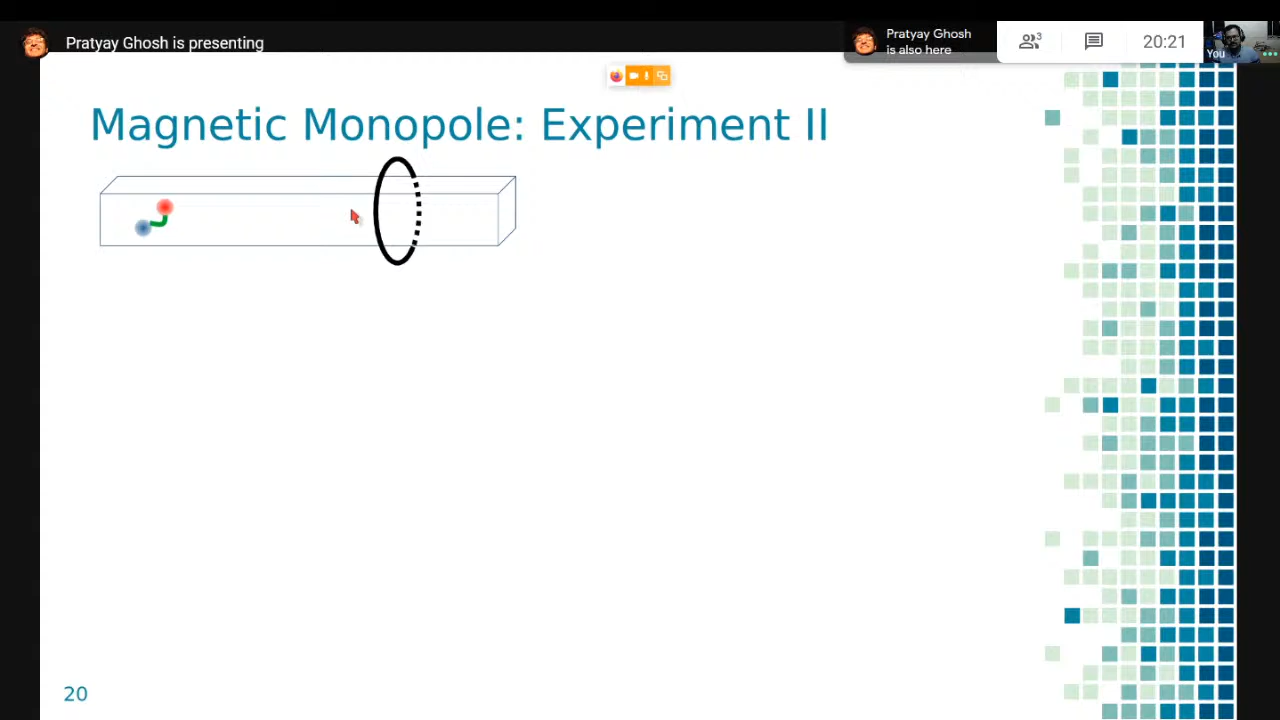 Pratyay Ghosh is presenting
Pratyay Ghosh
is also here
3
20:21
You
Magnetic Monopole: Experiment II
20